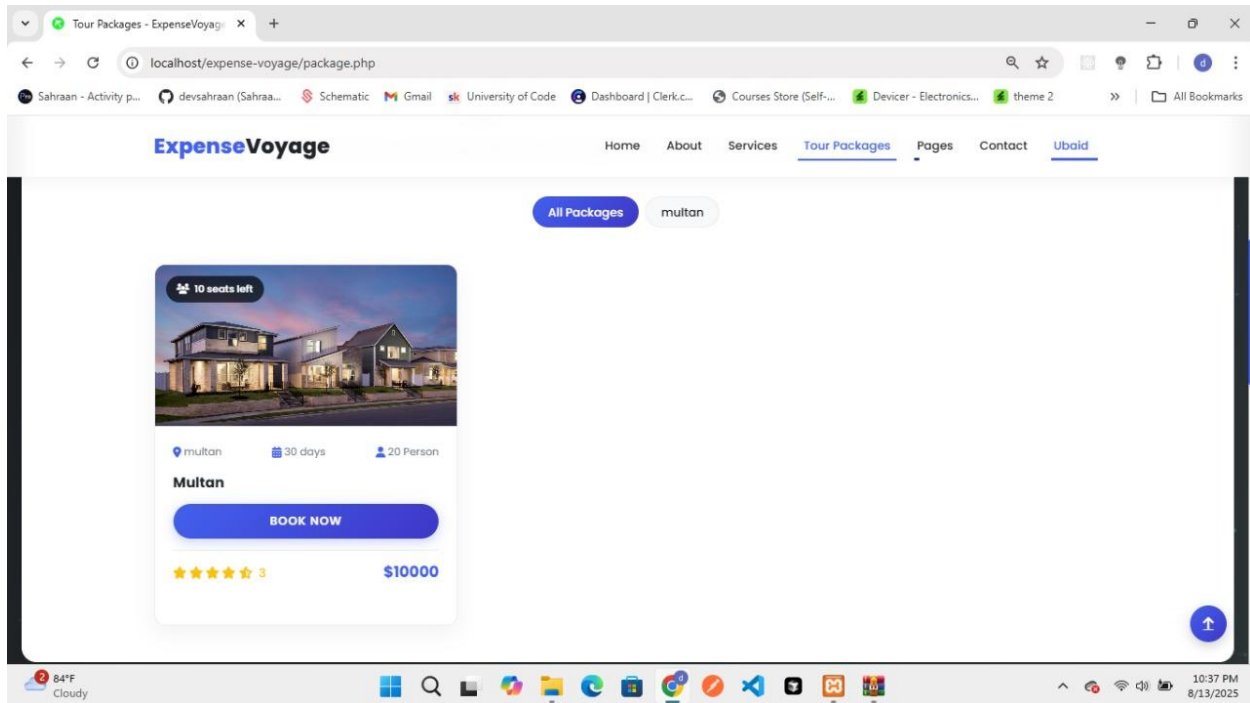 Tour Packages - ExpenseVoyag
localhost/expense-voyage/package.php
Sahraan - Activity p... devsahraan (Sahraa... Schematic Gmail University of Code Dashboard | Clerk.c... Courses Store (Self-... Devicer - Electronics... theme 2 » All Bookmarks
ExpenseVoyage Home About Services Tour Packages Pages Contact Ubaid
All Packages multan
10 seats left
multan 30 days 20 Person
Multan
BOOK NOW
3 $10000
2 84°F 10:37 PM
Cloudy 8/13/2025